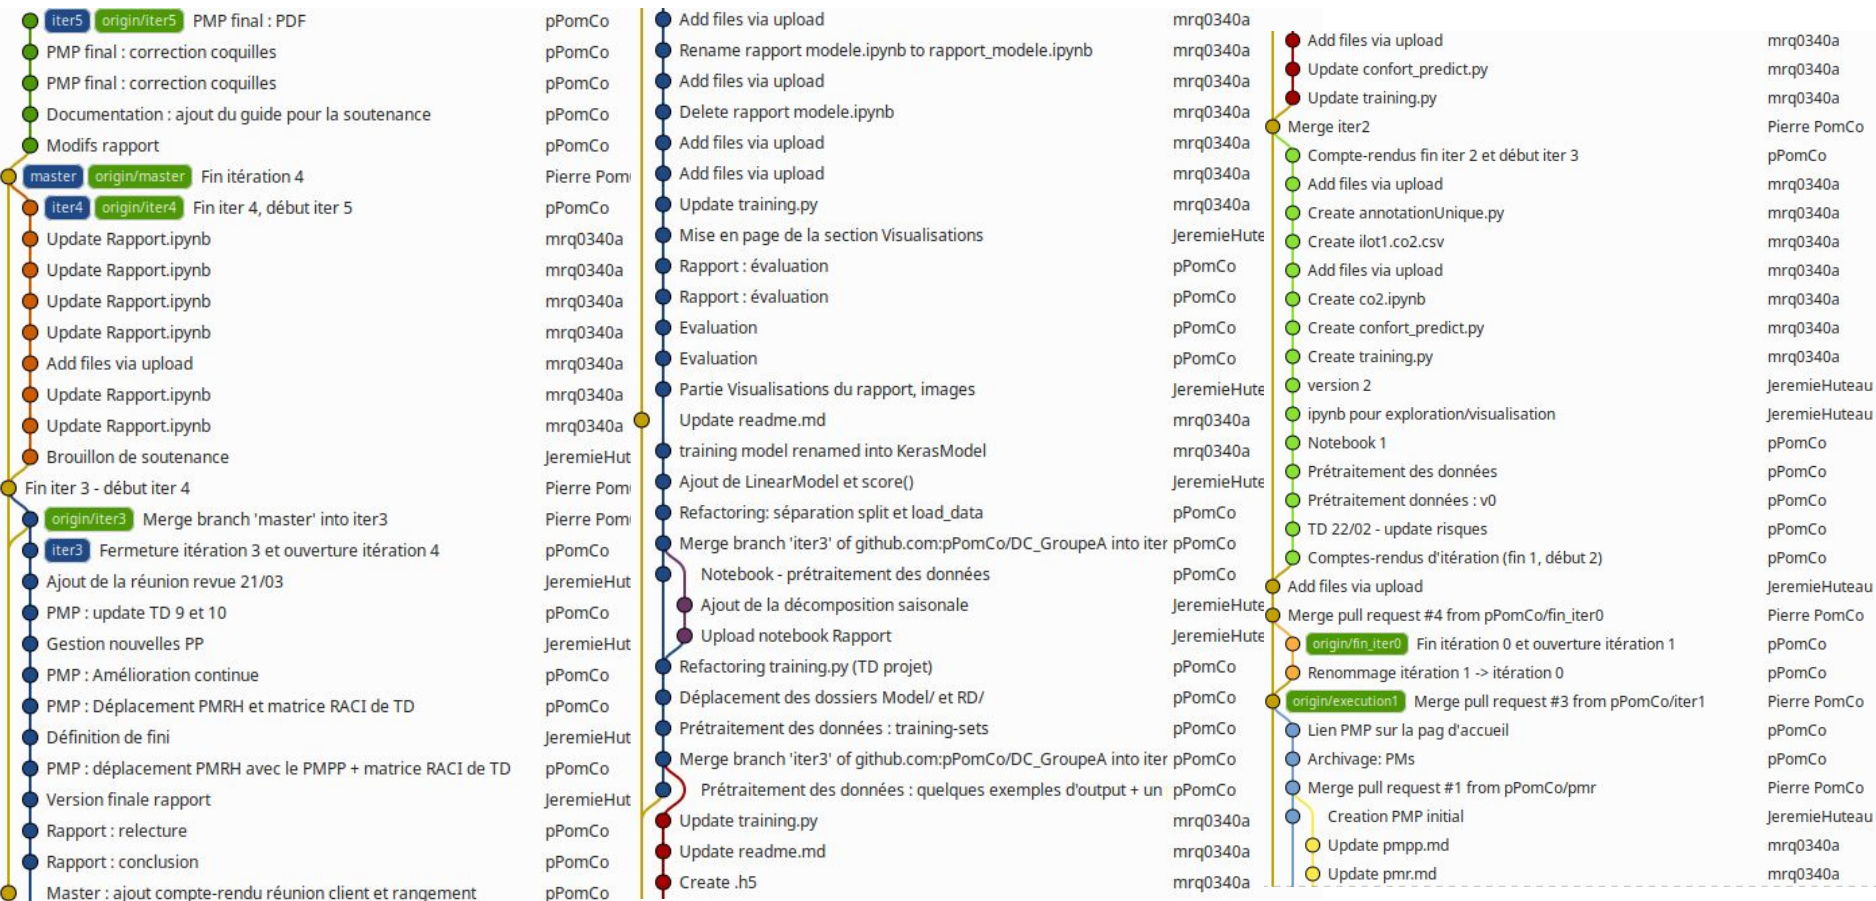 iter5 origin/iter5 PMP final : PDF pPomCo
PMP final : correction coquilles pPomCo
PMP final : correction coquilles pPomCo
Documentation : ajout du guide pour la soutenance pPomCo
Modifs rapport pPomCo
master origin/master Fin itération 4 Pierre Pom
iter4 origin/iter4 Fin iter 4, début iter 5 pPomCo
Update Rapport.ipynb mrq0340a
Update Rapport.ipynb mrq0340a
Update Rapport.ipynb mrq0340a
Update Rapport.ipynb mrq0340a
Add files via upload mrq0340a
Update Rapport.ipynb mrq0340a
Update Rapport.ipynb mrq0340a
Brouillon de soutenance JeremieHut
Fin iter 3 - début iter 4 Pierre Pom
origin/iter3 Merge branch 'master' into iter3 Pierre Pom
iter3 Fermeture itération 3 et ouverture itération 4 pPomCo
Ajout de la réunion revue 21/03 JeremieHut
PMP : update TD 9 et 10 pPomCo
Gestion nouvelles PP JeremieHut
PMP : Amélioration continue pPomCo
PMP : Déplacement PMRH et matrice RACI de TD pPomCo
Définition de fini JeremieHut
PMP : déplacement PMRH avec le PMPP + matrice RACI de TD pPomCo
Version finale rapport JeremieHut
Rapport : relecture pPomCo
Rapport : conclusion pPomCo
Master : ajout compte-rendu réunion client et rangement pPomCo
Add files via upload mrq0340a
Rename rapport modele.ipynb to rapport_modele.ipynb mrq0340a
Add files via upload mrq0340a
Delete rapport modele.ipynb mrq0340a
Add files via upload mrq0340a
Add files via upload mrq0340a
Update training.py mrq0340a
Mise en page de la section Visualisations JeremieHute
Rapport : évaluation pPomCo
Rapport : évaluation pPomCo
Evaluation pPomCo
Evaluation pPomCo
Partie Visualisations du rapport, images JeremieHute
Update readme.md mrq0340a
training model renamed into KerasModel mrq0340a
Ajout de LinearModel et score() JeremieHute
Refactoring: séparation split et load_data pPomCo
Merge branch 'iter3' of github.com:pPomCo/DC_GroupeA into iter pPomCo
Notebook - prétraitement des données pPomCo
Ajout de la décomposition saisonale JeremieHute
Upload notebook Rapport JeremieHute
Refactoring training.py (TD projet) pPomCo
Déplacement des dossiers Model/ et RD/ pPomCo
Prétraitement des données : training-sets pPomCo
Merge branch 'iter3' of github.com:pPomCo/DC_GroupeA into iter pPomCo
Prétraitement des données : quelques exemples d'output + un pPomCo
Update training.py mrq0340a
Update readme.md mrq0340a
Create .h5 mrq0340a
Add files via upload mrq0340a
Update confort_predict.py mrq0340a
Update training.py mrq0340a
Merge iter2 Pierre PomCo
Compte-rendus fin iter 2 et début iter 3 pPomCo
Add files via upload mrq0340a
Create annotationUnique.py mrq0340a
Create ilot1.co2.csv mrq0340a
Add files via upload mrq0340a
Create co2.ipynb mrq0340a
Create confort_predict.py mrq0340a
Create training.py mrq0340a
version 2 JeremieHuteau
ipynb pour exploration/visualisation JeremieHuteau
Notebook 1 pPomCo
Prétraitement des données pPomCo
Prétraitement données : v0 pPomCo
TD 22/02 - update risques pPomCo
Comptes-rendus d'itération (fin 1, début 2) pPomCo
Add files via upload JeremieHuteau
Merge pull request #4 from pPomCo/fin_iter0 Pierre PomCo
origin/fin_iter0 Fin itération 0 et ouverture itération 1 pPomCo
Renommage itération 1 -> itération 0 pPomCo
origin/execution1 Merge pull request #3 from pPomCo/iter1 Pierre PomCo
Lien PMP sur la pag d'accueil pPomCo
Archivage: PMs pPomCo
Merge pull request #1 from pPomCo/pmr Pierre PomCo
Creation PMP initial JeremieHuteau
Update pmpp.md mrq0340a
Update pmr.md mrq0340a